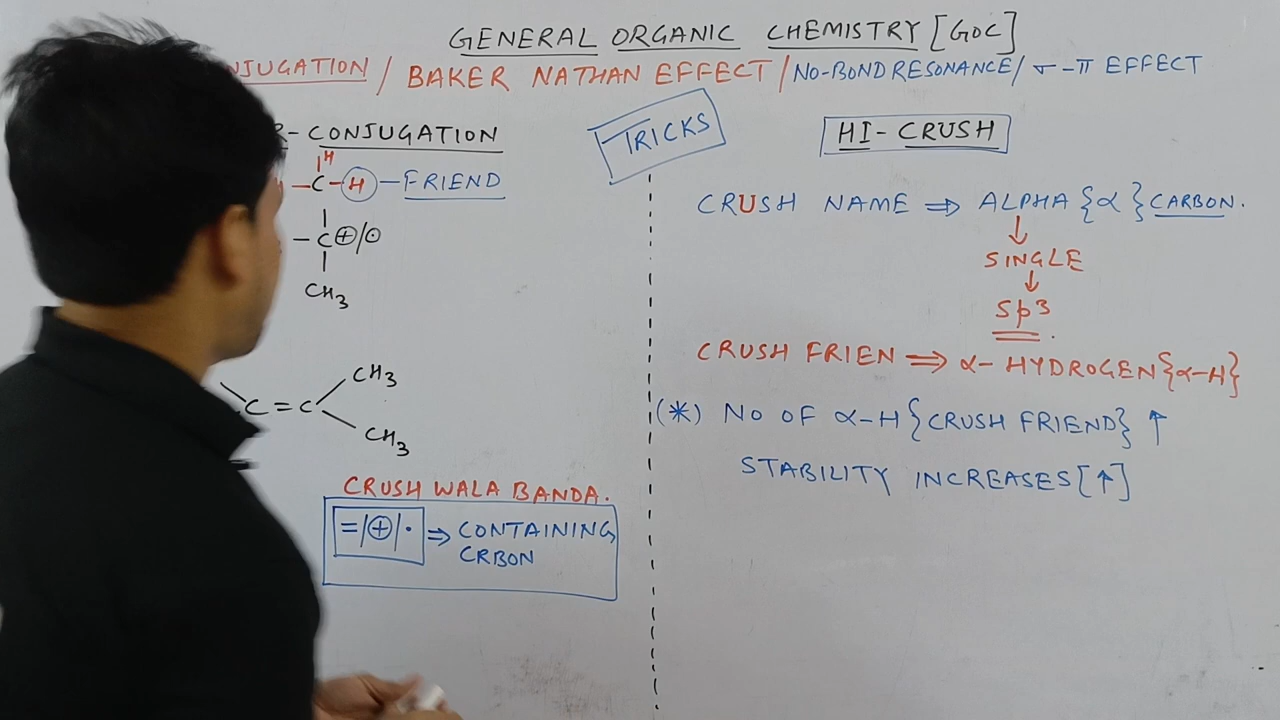 GENERAL ORGANIC CHEMISTRY [GOC]
NJUGATION / BAKER NATHAN EFFECT / NO-BOND RESONANCE / σ-π EFFECT
R-CONJUGATION
TRICKS
HI-CRUSH
H
-C-H-FRIEND
-C⊕/⊙
CH3
CRUSH NAME ⇒ ALPHA {α} CARBON.
↓
SINGLE
↓
Sp3
CRUSH FRIEN ⇒ α-HYDROGEN {α-H}
C=C
CH3
CH3
(*) NO OF α-H {CRUSH FRIEND} ↑
STABILITY INCREASES [↑]
CRUSH WALA BANDA.
=/⊕/· ⇒ CONTAINING
CRBON